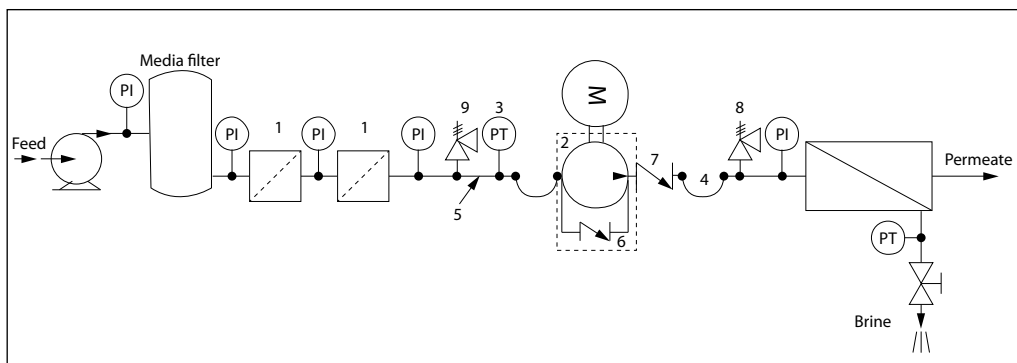 Media filter
PI
Feed
PI
1
PI
1
PI
9
3
PT
5
2
M
6
7
4
8
PI
Permeate
PT
Brine